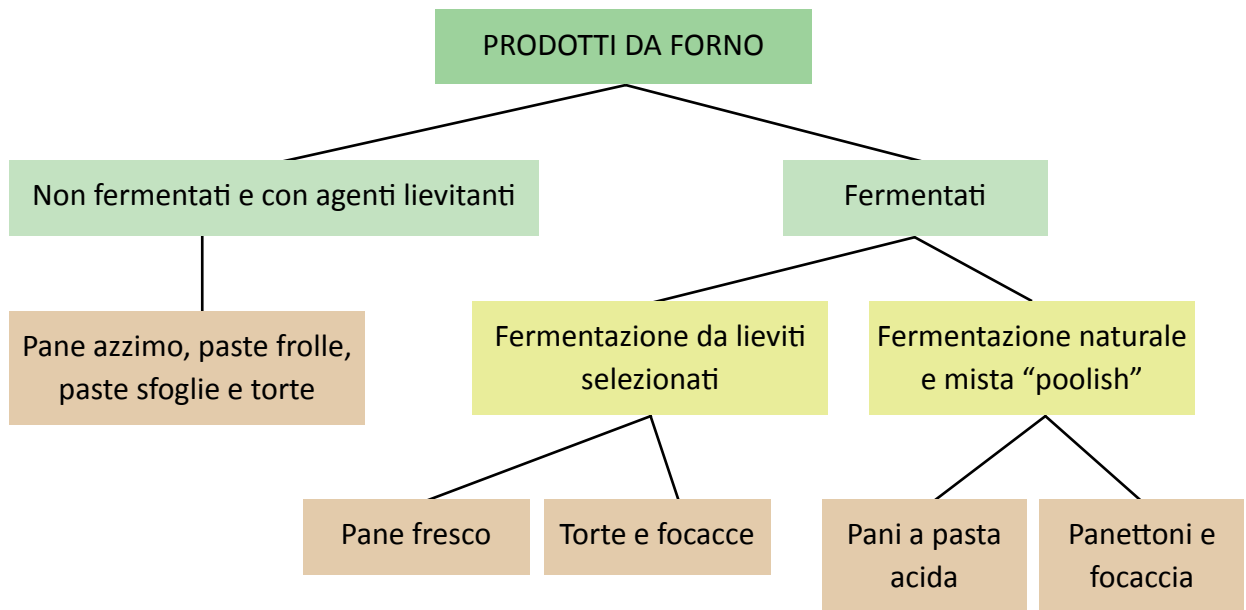 PRODOTTI DA FORNO
Non fermentati e con agenti lievitanti
Fermentati
Pane azzimo, paste frolle,
paste sfoglie e torte
Fermentazione da lieviti
selezionati
Fermentazione naturale
e mista “poolish”
Pane fresco
Torte e focacce
Pani a pasta
acida
Panettoni e
focaccia